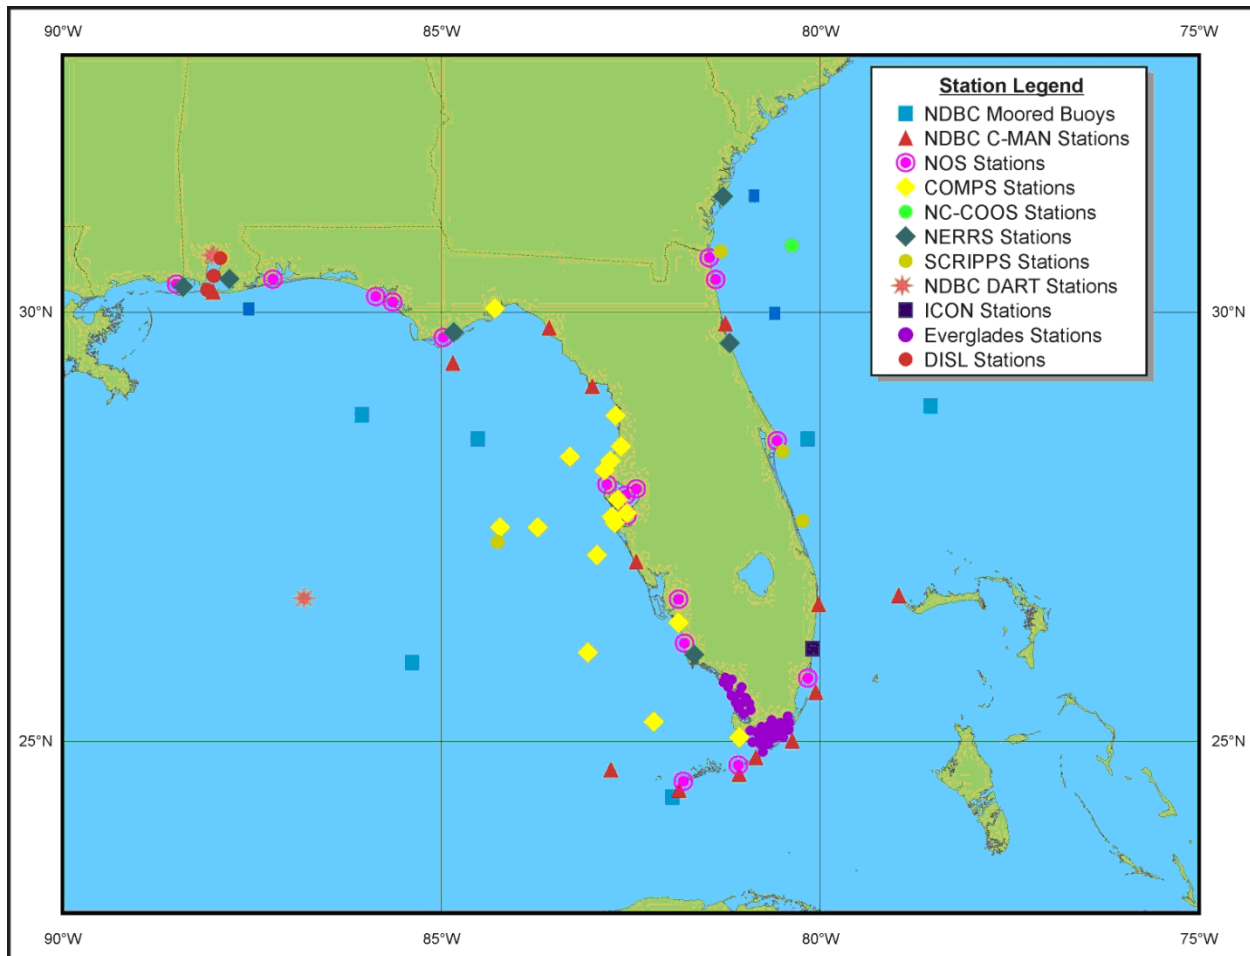 90°W 85°W 80°W 75°W
Station Legend
NDBC Moored Buoys
NDBC C-MAN Stations
NOS Stations
COMPS Stations
NC-COOS Stations
NERRS Stations
SCRIPPS Stations
NDBC DART Stations
ICON Stations
Everglades Stations
DISL Stations
30°N 30°N
25°N 25°N
90°W 85°W 80°W 75°W